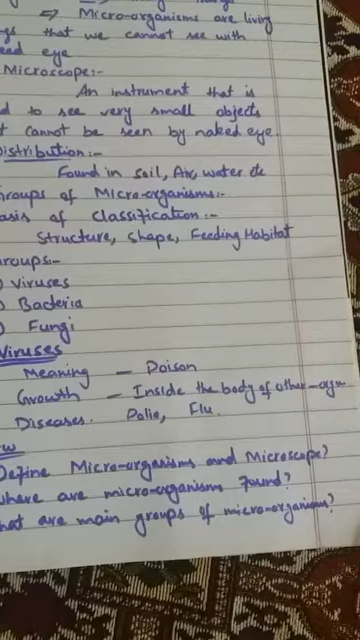 ⇒ Micro-organisms are living
that we cannot see with
eye
Microscope:-
An instrument that is
to see very small objects
cannot be seen by naked eye
Distribution:-
Found in Soil, Air, water etc
Groups of Micro-organisms:-
Basis of Classification:-
Structure, Shape, Feeding Habitat
Groups:-
Viruses
Bacteria
Fungi
Viruses
Meaning — Poison
Growth — Inside the body of other-
Diseases. Polio, Flu.
Define Micro-organisms and Microscope?
where are micro-organisms found?
are main groups of micro-organisms?